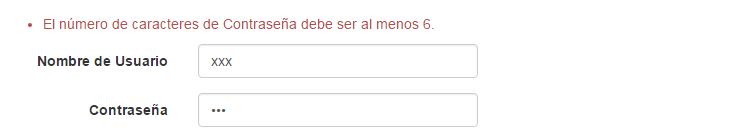 El número de caracteres de Contraseña debe ser al menos 6.
Nombre de Usuario xxx
Contraseña •••